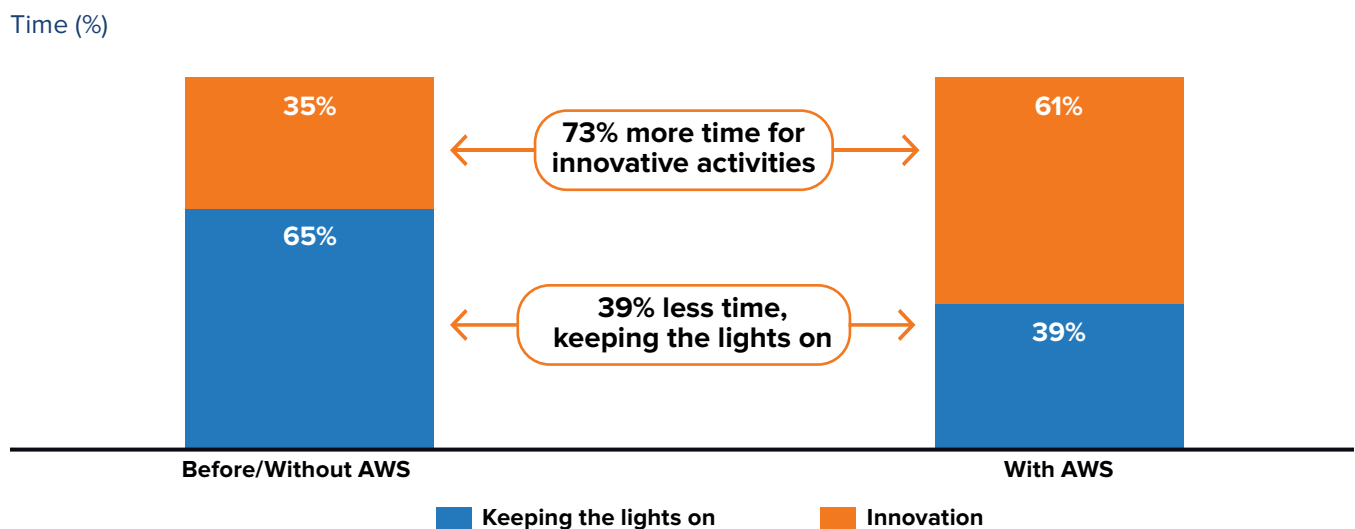 Time (%)
35%
61%
73% more time for
innovative activities
65%
39% less time,
keeping the lights on
39%
Before/Without AWS
With AWS
Keeping the lights on
Innovation